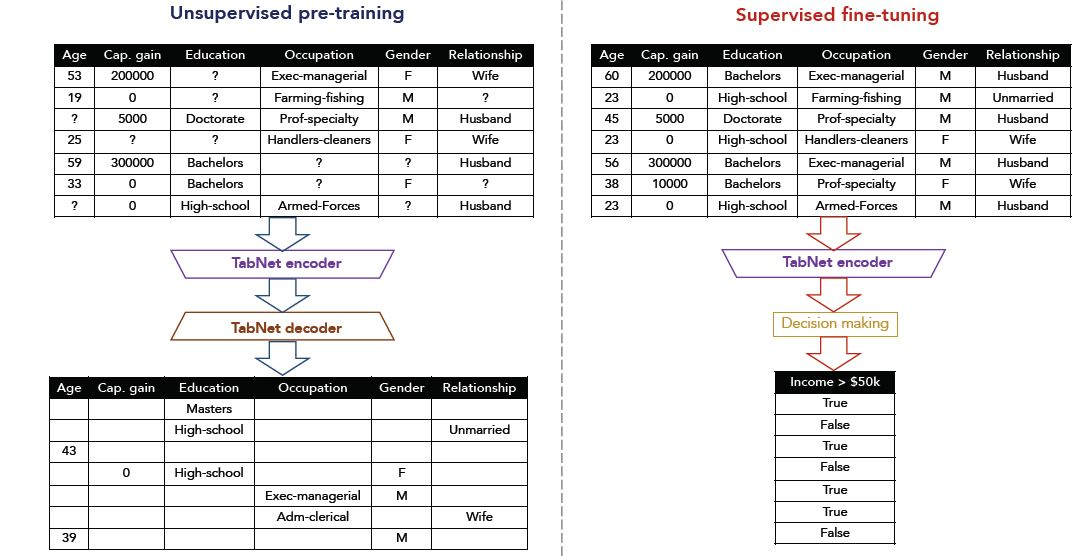 Unsupervised pre-training
Age Cap. gain Education Occupation Gender Relationship
53 200000 ? Exec-managerial F Wife
19 0 ? Farming-fishing M ?
? 5000 Doctorate Prof-specialty M Husband
25 ? ? Handlers-cleaners F Wife
59 300000 Bachelors ? ? Husband
33 0 Bachelors ? F ?
? 0 High-school Armed-Forces ? Husband
TabNet encoder
TabNet decoder
Age Cap. gain Education Occupation Gender Relationship
Masters
High-school Unmarried
43
0 High-school F
Exec-managerial M
Adm-clerical Wife
39 M
Supervised fine-tuning
Age Cap. gain Education Occupation Gender Relationship
60 200000 Bachelors Exec-managerial M Husband
23 0 High-school Farming-fishing M Unmarried
45 5000 Doctorate Prof-specialty M Husband
23 0 High-school Handlers-cleaners F Wife
56 300000 Bachelors Exec-managerial M Husband
38 10000 Bachelors Prof-specialty F Wife
23 0 High-school Armed-Forces M Husband
TabNet encoder
Decision making
Income > $50k
True
False
True
False
True
True
False